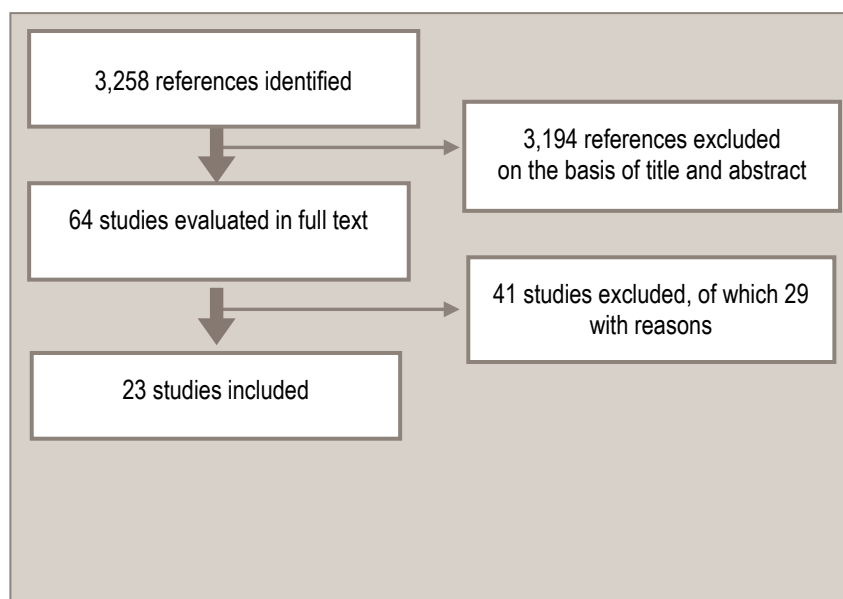 3,258 references identified
3,194 references excluded
on the basis of title and abstract
64 studies evaluated in full text
41 studies excluded, of which 29
with reasons
23 studies included